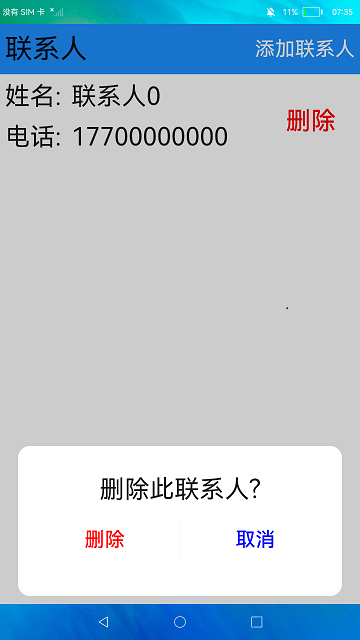 没有 SIM 卡 11% 07:35
联系人 添加联系人
姓名: 联系人0
删除
电话: 17700000000
删除此联系人?
删除 取消